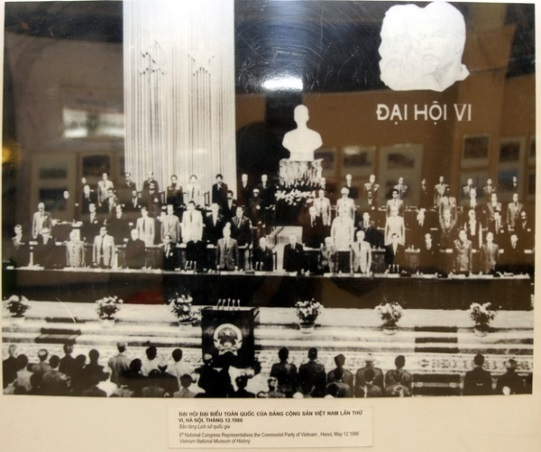 ĐẠI HỘI VI
ĐẠI HỘI ĐẠI BIỂU TOÀN QUỐC CỦA ĐẢNG CỘNG SẢN VIỆT NAM LẦN THỨ
VI, HÀ NỘI, THÁNG 12.1986
Bảo tàng Lịch sử quốc gia
6th National Congress Representatives the Communist Party of Vietnam , Hanoi, May 12 1986
Vietnam National Museum of History